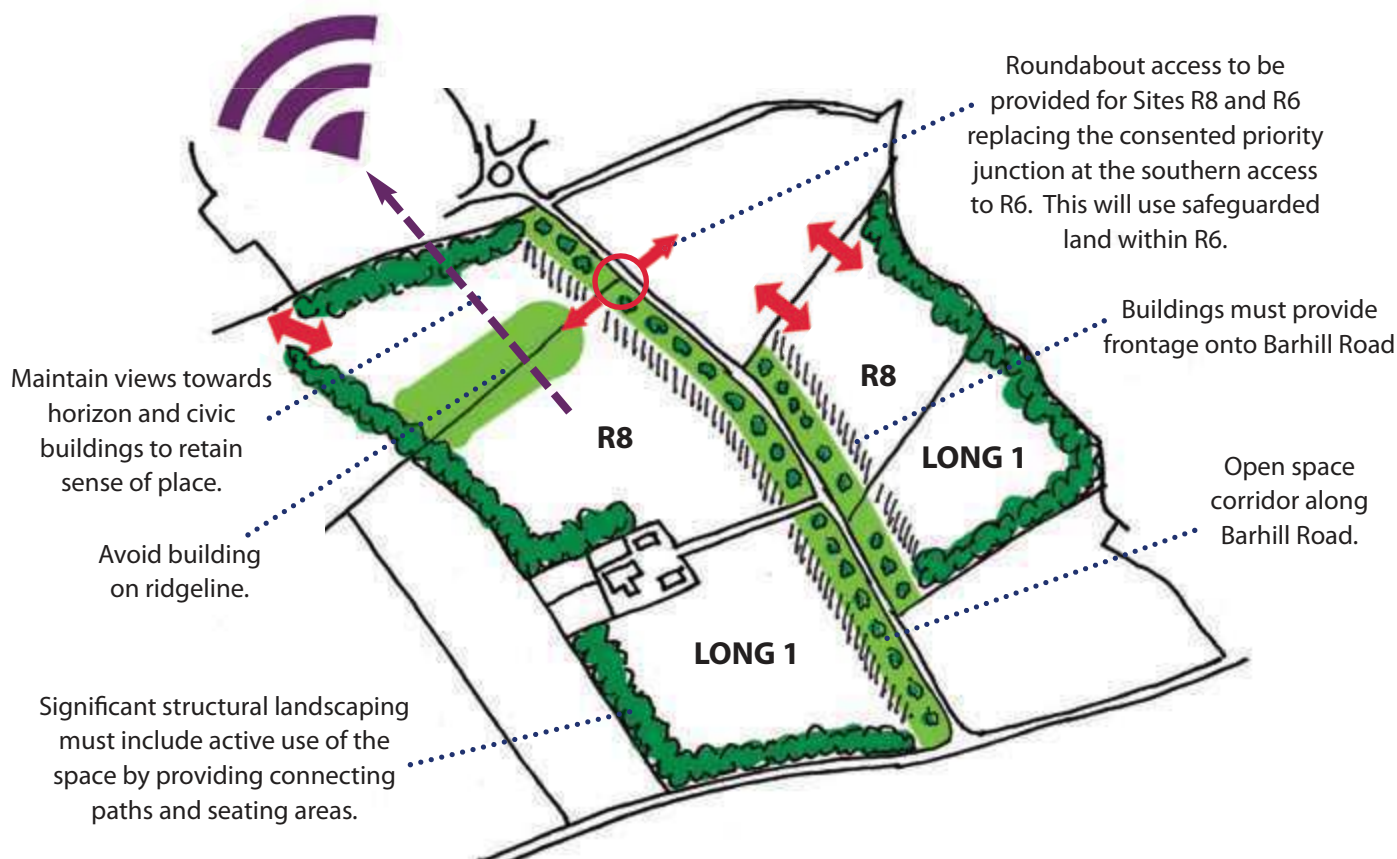 Roundabout access to be
provided for Sites R8 and R6
replacing the consented priority
junction at the southern access
to R6. This will use safeguarded
land within R6.
Buildings must provide
frontage onto Barhill Road
R8
LONG 1
Maintain views towards
horizon and civic
buildings to retain
sense of place.
R8
Open space
corridor along
Barhill Road.
Avoid building
on ridgeline.
LONG 1
Significant structural landscaping
must include active use of the
space by providing connecting
paths and seating areas.